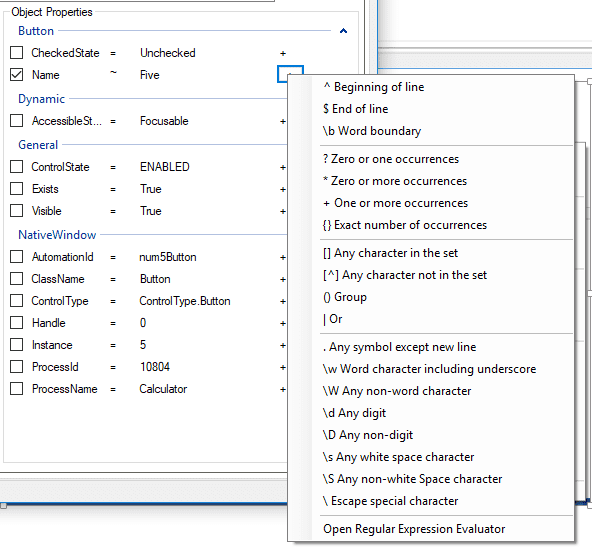 Object Properties
Button
CheckedState = Unchecked +
Name ~ Five
Dynamic
AccessibleSt... = Focusable +
General
ControlState = ENABLED +
Exists = True +
Visible = True +
NativeWindow
AutomationId = num5Button +
ClassName = Button +
ControlType = ControlType.Button +
Handle = 0 +
Instance = 5 +
ProcessId = 10804 +
ProcessName = Calculator +
^ Beginning of line
$ End of line
\b Word boundary
? Zero or one occurrences
* Zero or more occurrences
+ One or more occurrences
{} Exact number of occurrences
[] Any character in the set
[^] Any character not in the set
() Group
| Or
. Any symbol except new line
\w Word character including underscore
\W Any non-word character
\d Any digit
\D Any non-digit
\s Any white space character
\S Any non-white Space character
\ Escape special character
Open Regular Expression Evaluator